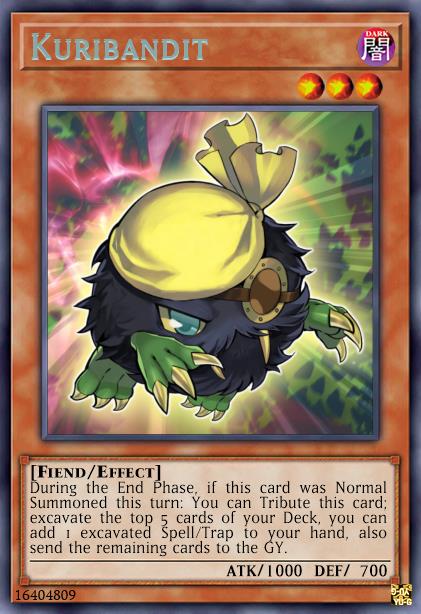 Kuribandit
DARK
闇
[Fiend/Effect]
During the End Phase, if this card was Normal
Summoned this turn: You can Tribute this card;
excavate the top 5 cards of your Deck, you can
add 1 excavated Spell/Trap to your hand, also
send the remaining cards to the GY.
ATK/1000 DEF/ 700
16404809